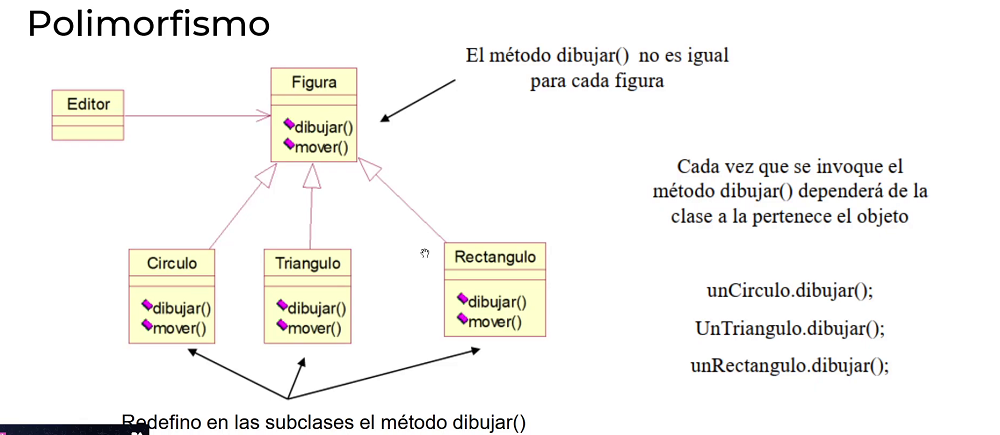 Polimorfismo
El método dibujar() no es igual
para cada figura
Editor
Figura
dibujar()
mover()
Cada vez que se invoque el
método dibujar() dependerá de la
clase a la pertenece el objeto
Circulo
dibujar()
mover()
Triangulo
dibujar()
mover()
Rectangulo
dibujar()
mover()
unCirculo.dibujar();
UnTriangulo.dibujar();
unRectangulo.dibujar();
Redefino en las subclases el método dibujar()